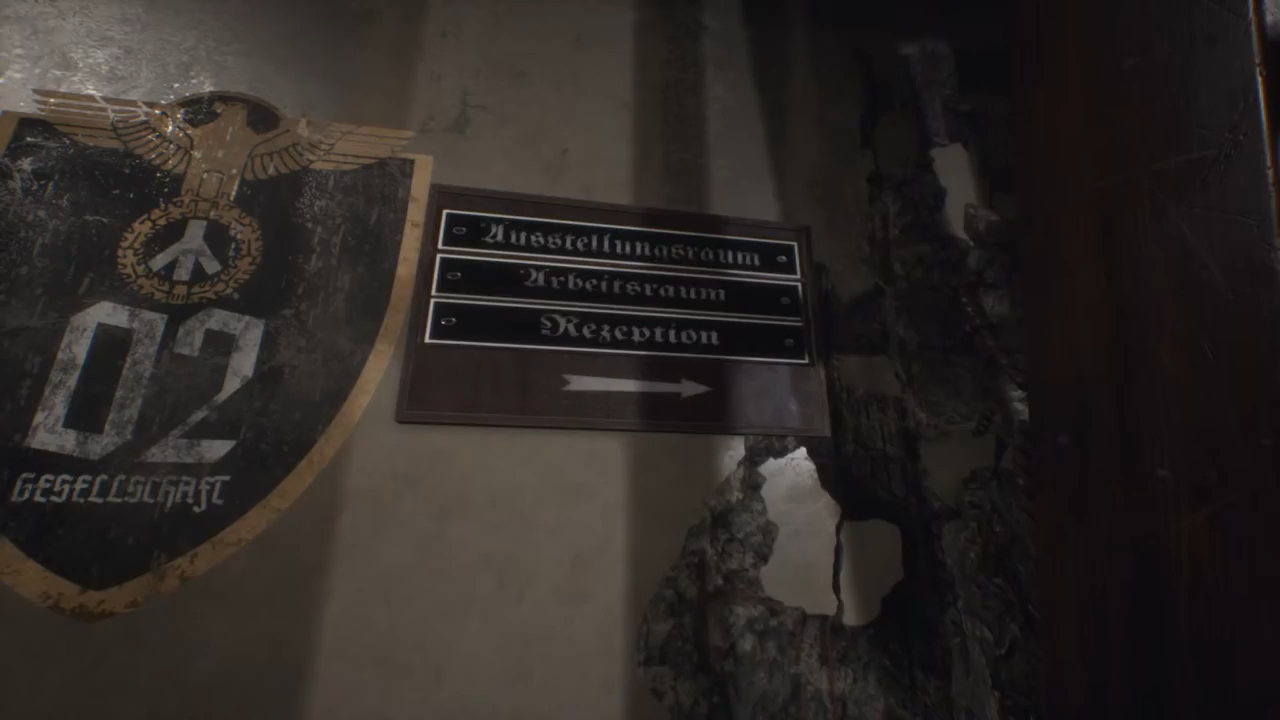 02
GESELLSCHAFT
Ausstellungsraum
Arbeitsraum
Rezeption